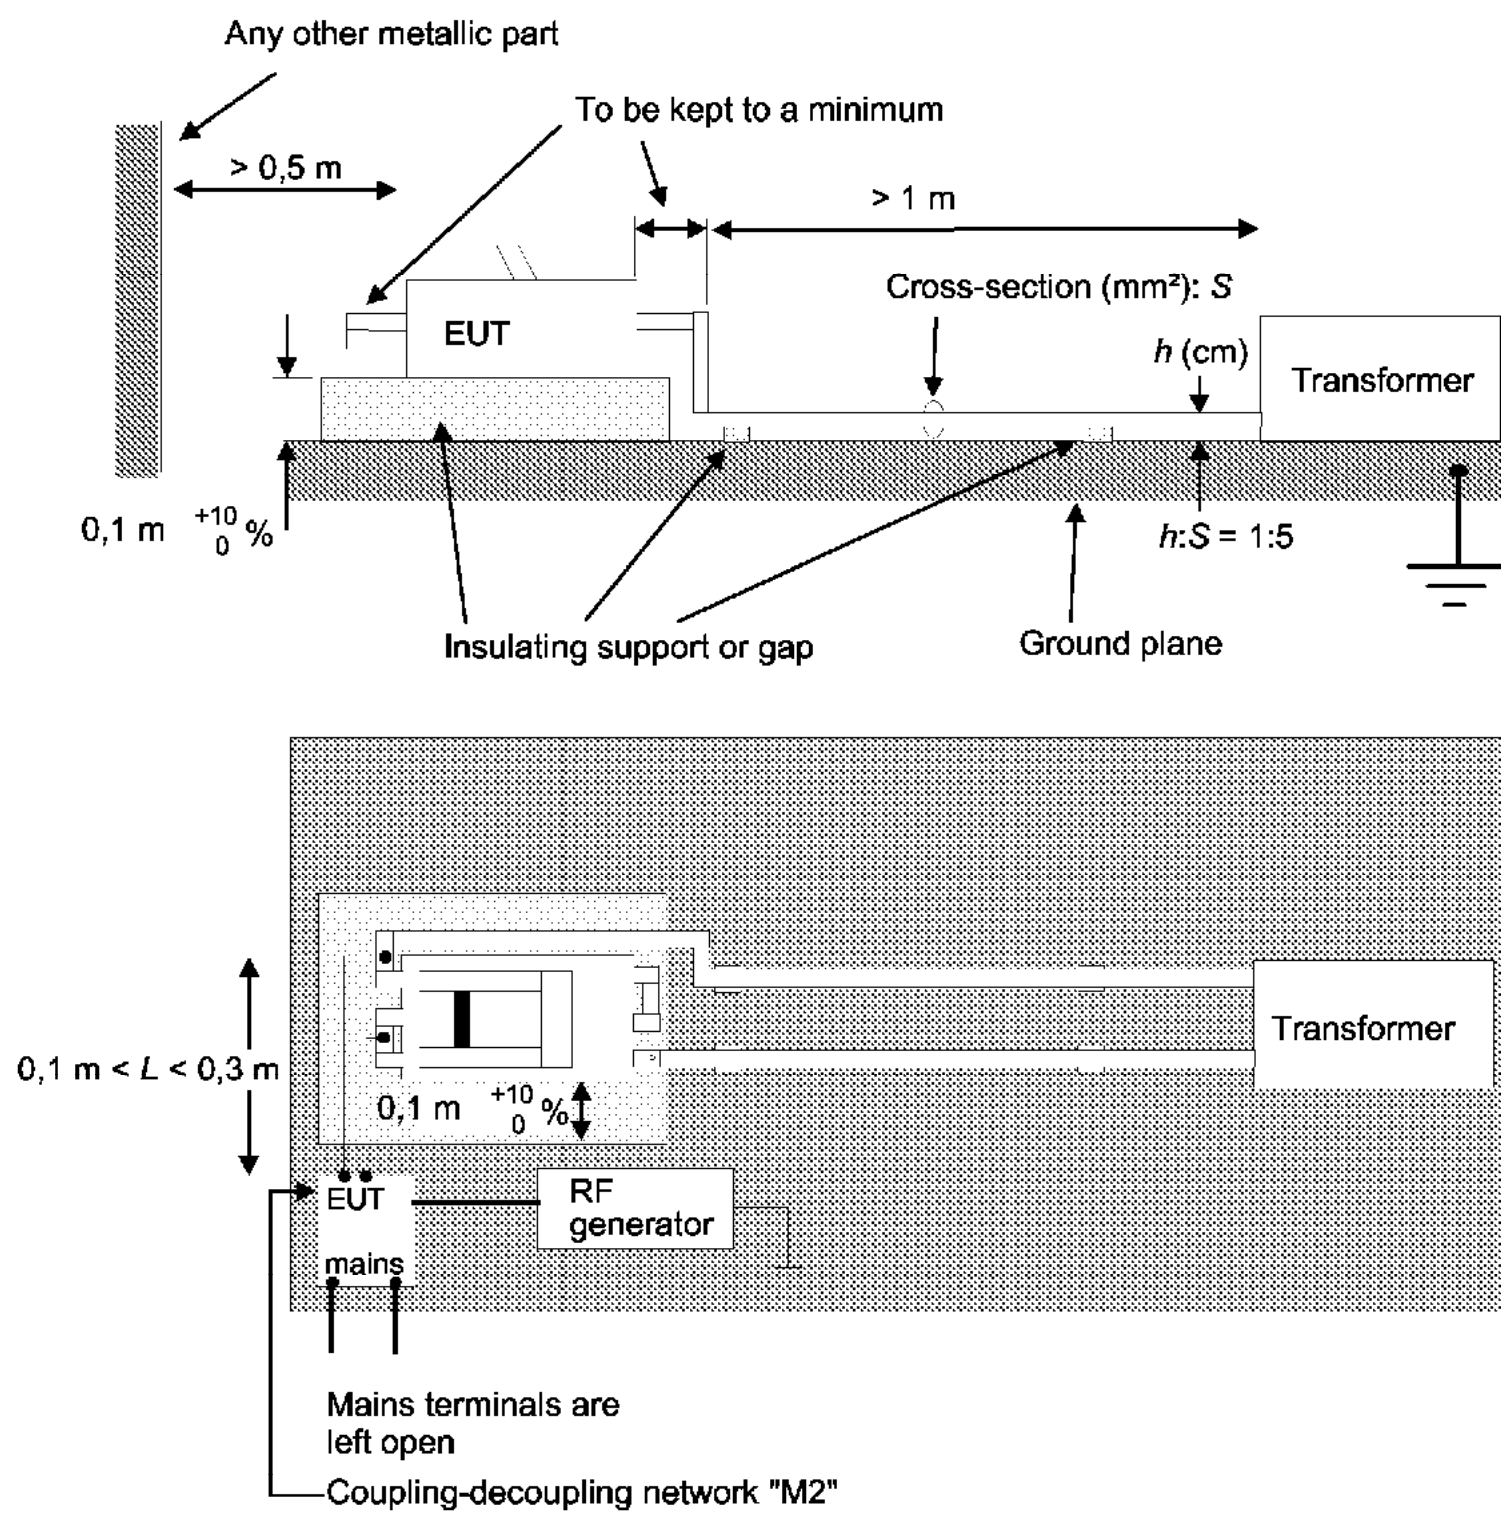 Any other metallic part
To be kept to a minimum
> 0,5 m
> 1 m
Cross-section (mm²): S
EUT
h (cm)
Transformer
0,1 m +10 0 %
h:S = 1:5
Insulating support or gap
Ground plane
Transformer
0,1 m < L < 0,3 m
0,1 m +10 0 %
EUT
RF
generator
mains
Mains terminals are
left open
Coupling-decoupling network "M2"